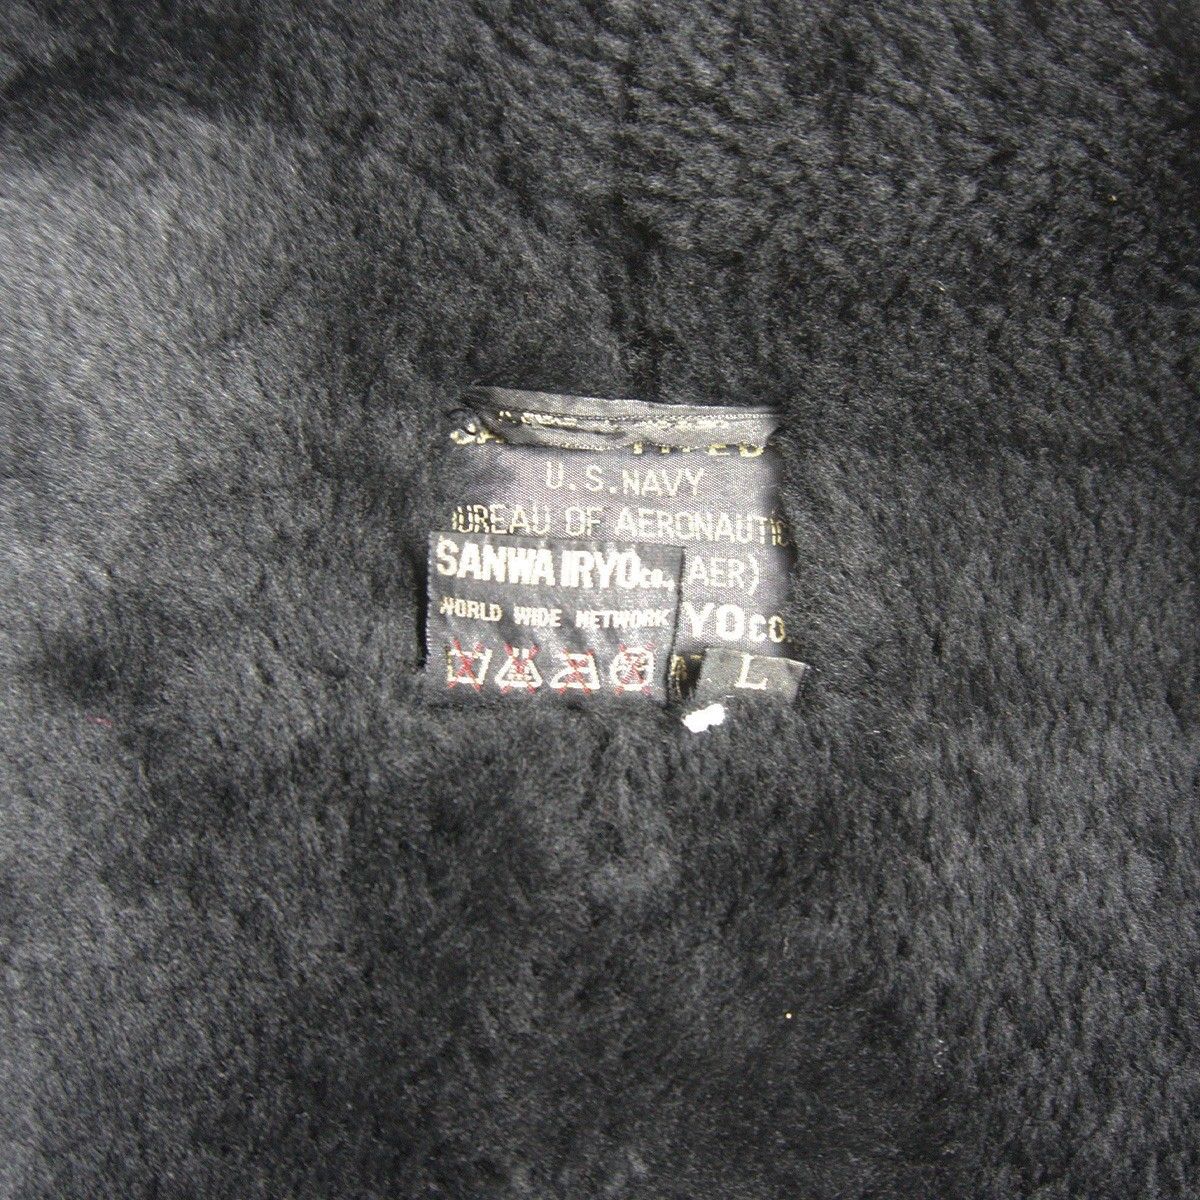 U.S.NAVY
UREAU OF AERONAUTIC
SANWA IRYO CO., AER)
WORLD WIDE NETWORK YO CO.
L